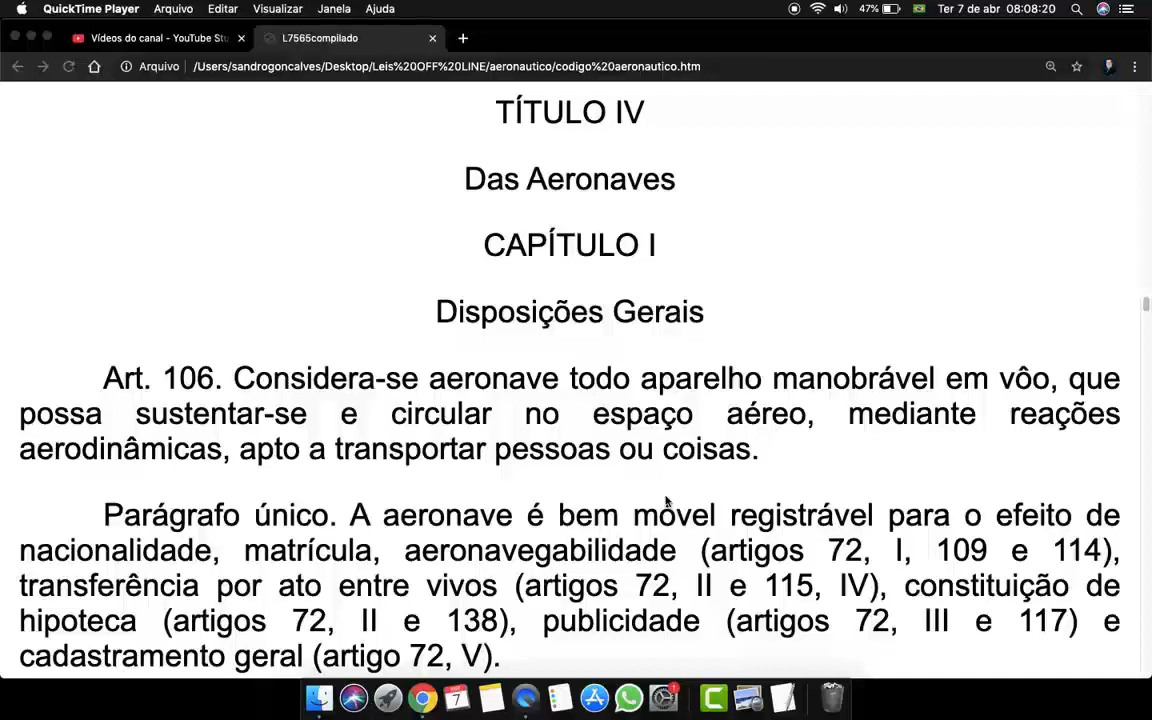 QuickTime Player Arquivo Editar Visualizar Janela Ajuda 47% Ter 7 de abr 08:08:20
Vídeos do canal - YouTube Stu L7565compilado
Arquivo /Users/sandrogoncalves/Desktop/Leis%20OFF%20LINE/aeronautico/codigo%20aeronautico.htm
TÍTULO IV
Das Aeronaves
CAPÍTULO I
Disposições Gerais
Art. 106. Considera-se aeronave todo aparelho manobrável em vôo, que
possa sustentar-se e circular no espaço aéreo, mediante reações
aerodinâmicas, apto a transportar pessoas ou coisas.
Parágrafo único. A aeronave é bem móvel registrável para o efeito de
nacionalidade, matrícula, aeronavegabilidade (artigos 72, I, 109 e 114),
transferência por ato entre vivos (artigos 72, II e 115, IV), constituição de
hipoteca (artigos 72, II e 138), publicidade (artigos 72, III e 117) e
cadastramento geral (artigo 72, V).
7
1